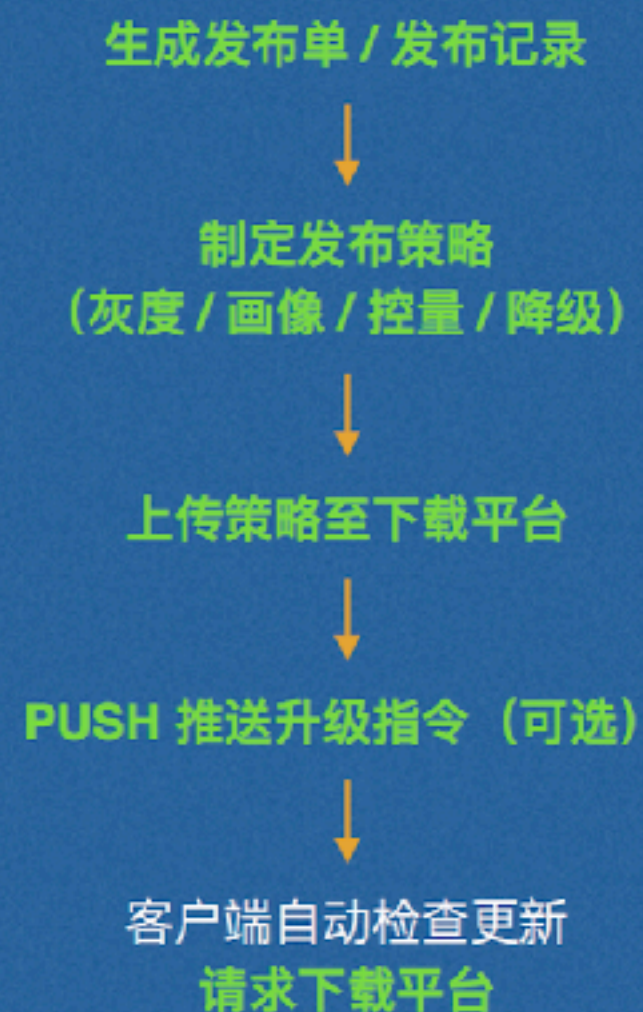 生成发布单 / 发布记录
制定发布策略
（灰度 / 画像 / 控量 / 降级）
上传策略至下载平台
PUSH 推送升级指令（可选）
客户端自动检查更新
请求下载平台